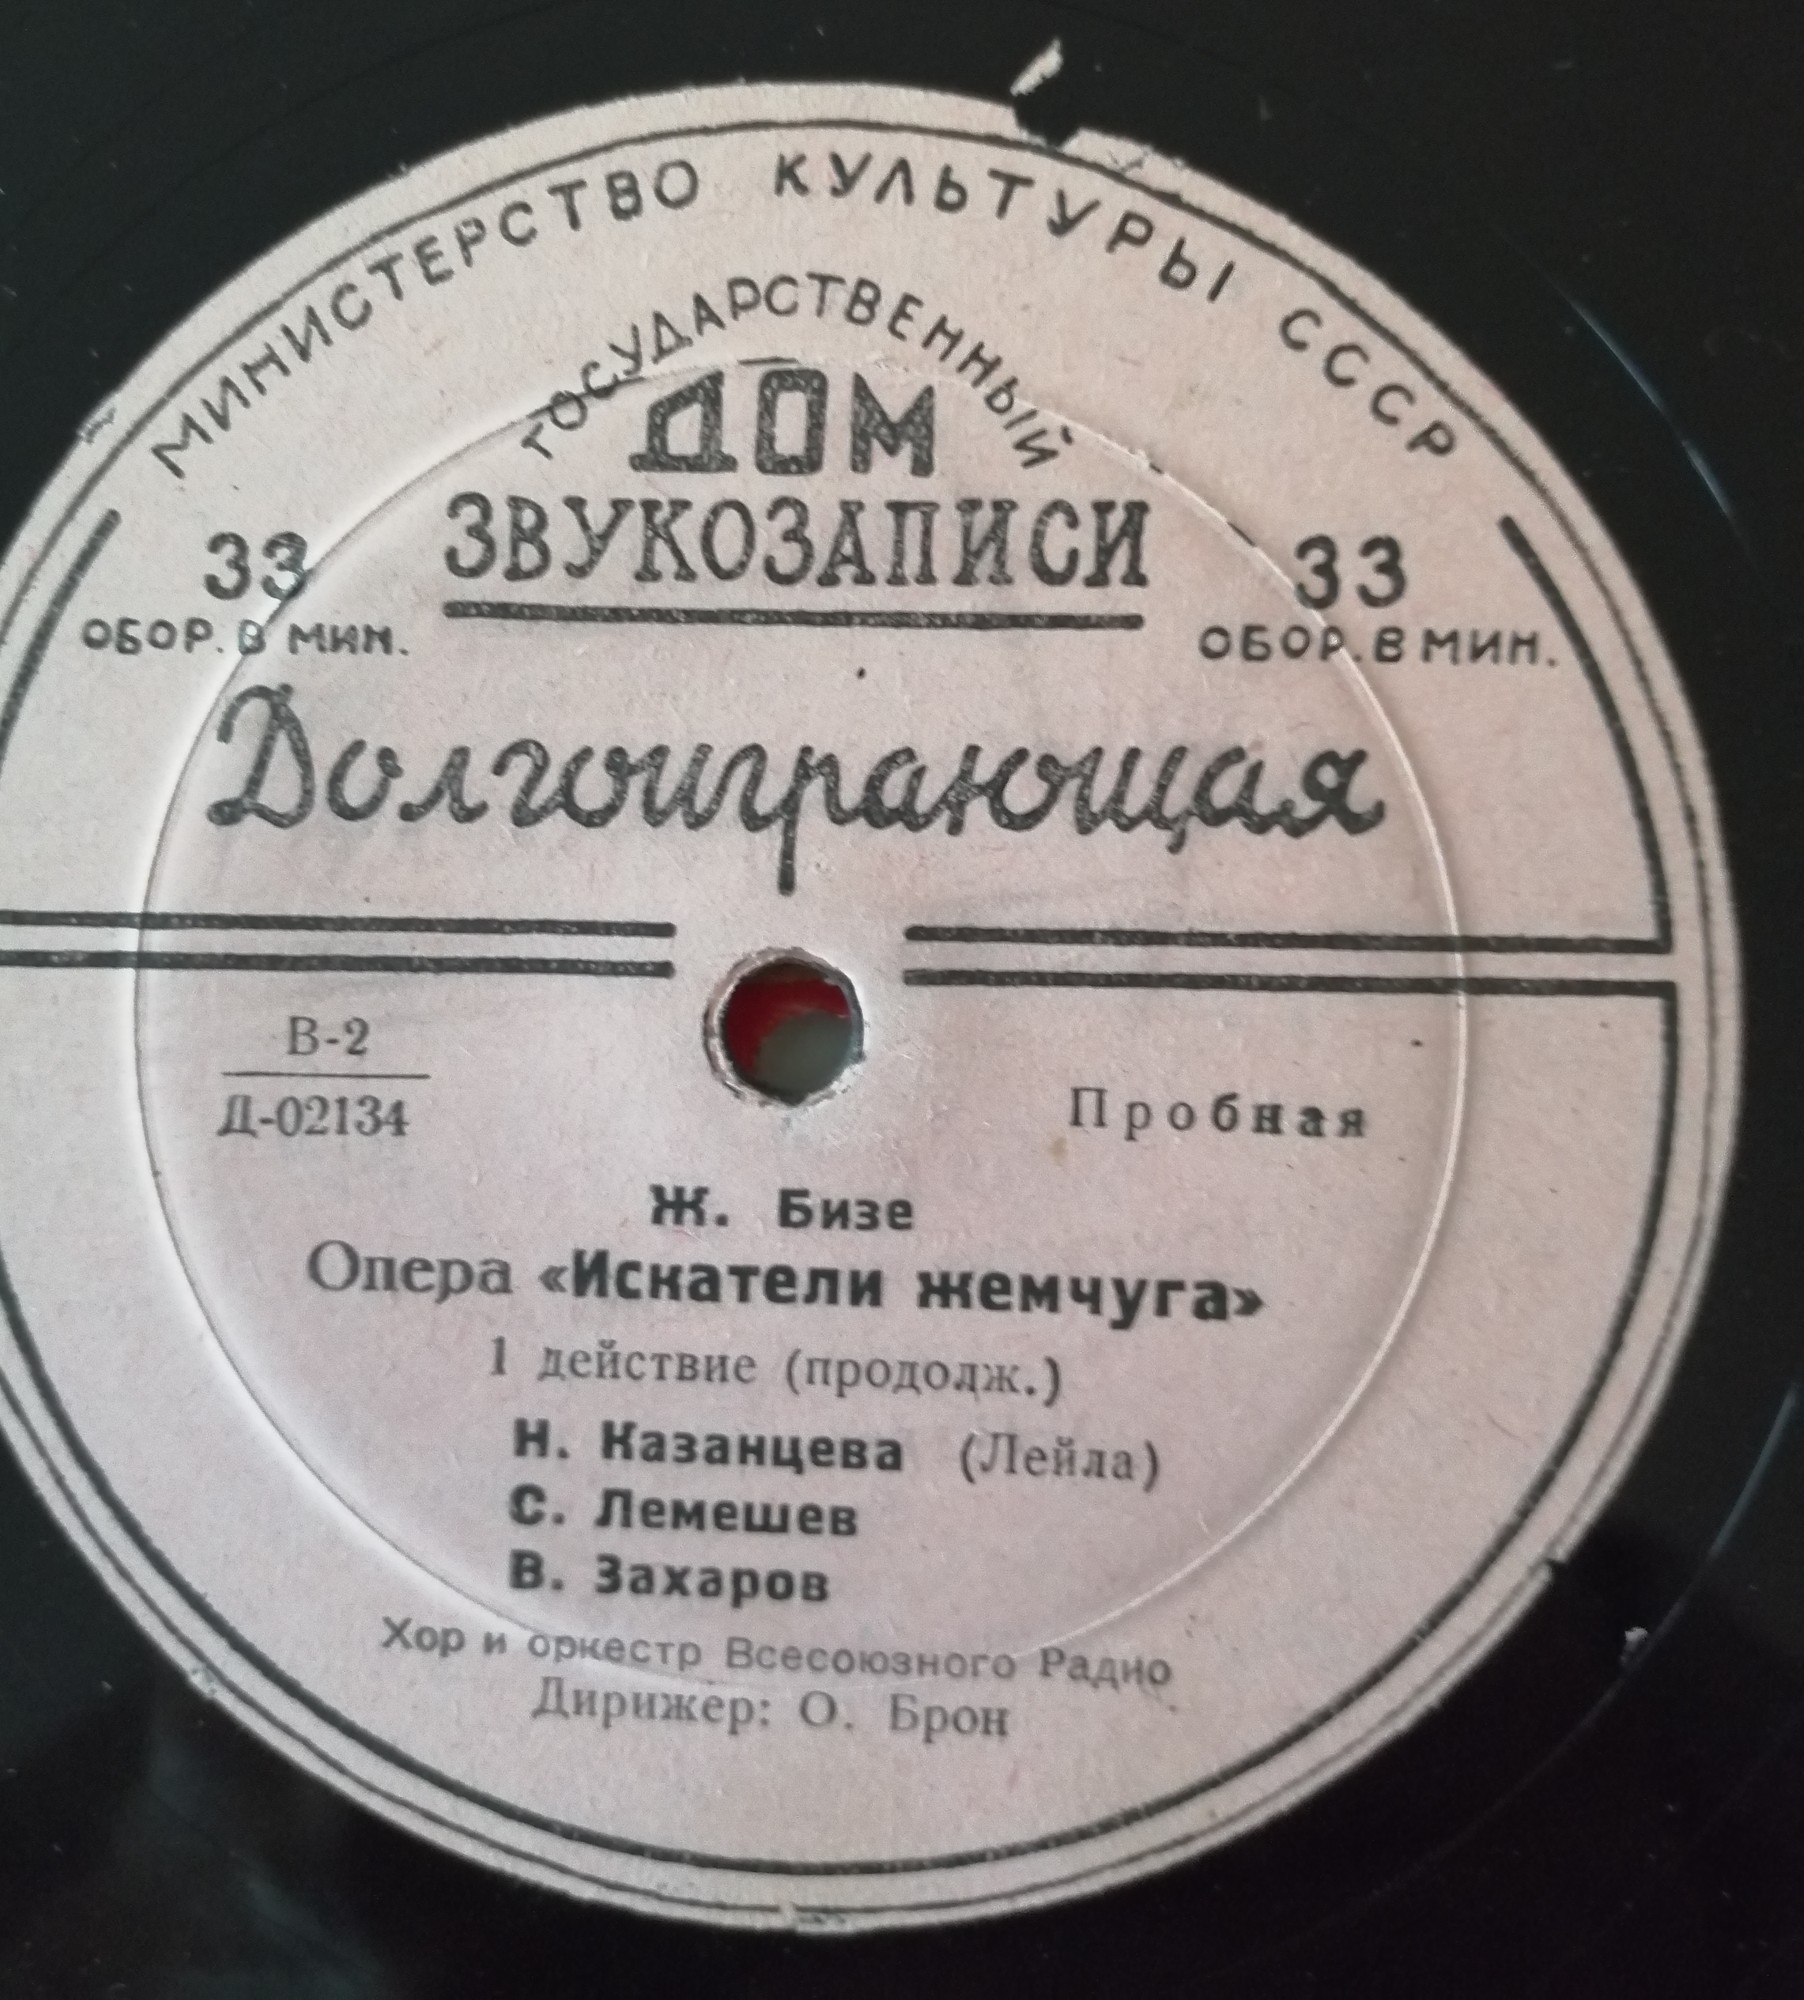 МИНИСТЕРСТВО КУЛЬТУРЫ СССР
ГОСУДАРСТВЕННЫЙ
ДОМ
ЗВУКОЗАПИСИ
33
ОБОР. В МИН.
33
ОБОР. В МИН.
Долгоиграющая
В-2
Д-02134
Пробная
Ж. Бизе
Опера «Искатели жемчуга»
1 действие (продолж.)
Н. Казанцева (Лейла)
С. Лемешев
В. Захаров
Хор и оркестр Всесоюзного Радио
Дирижер: О. Брон